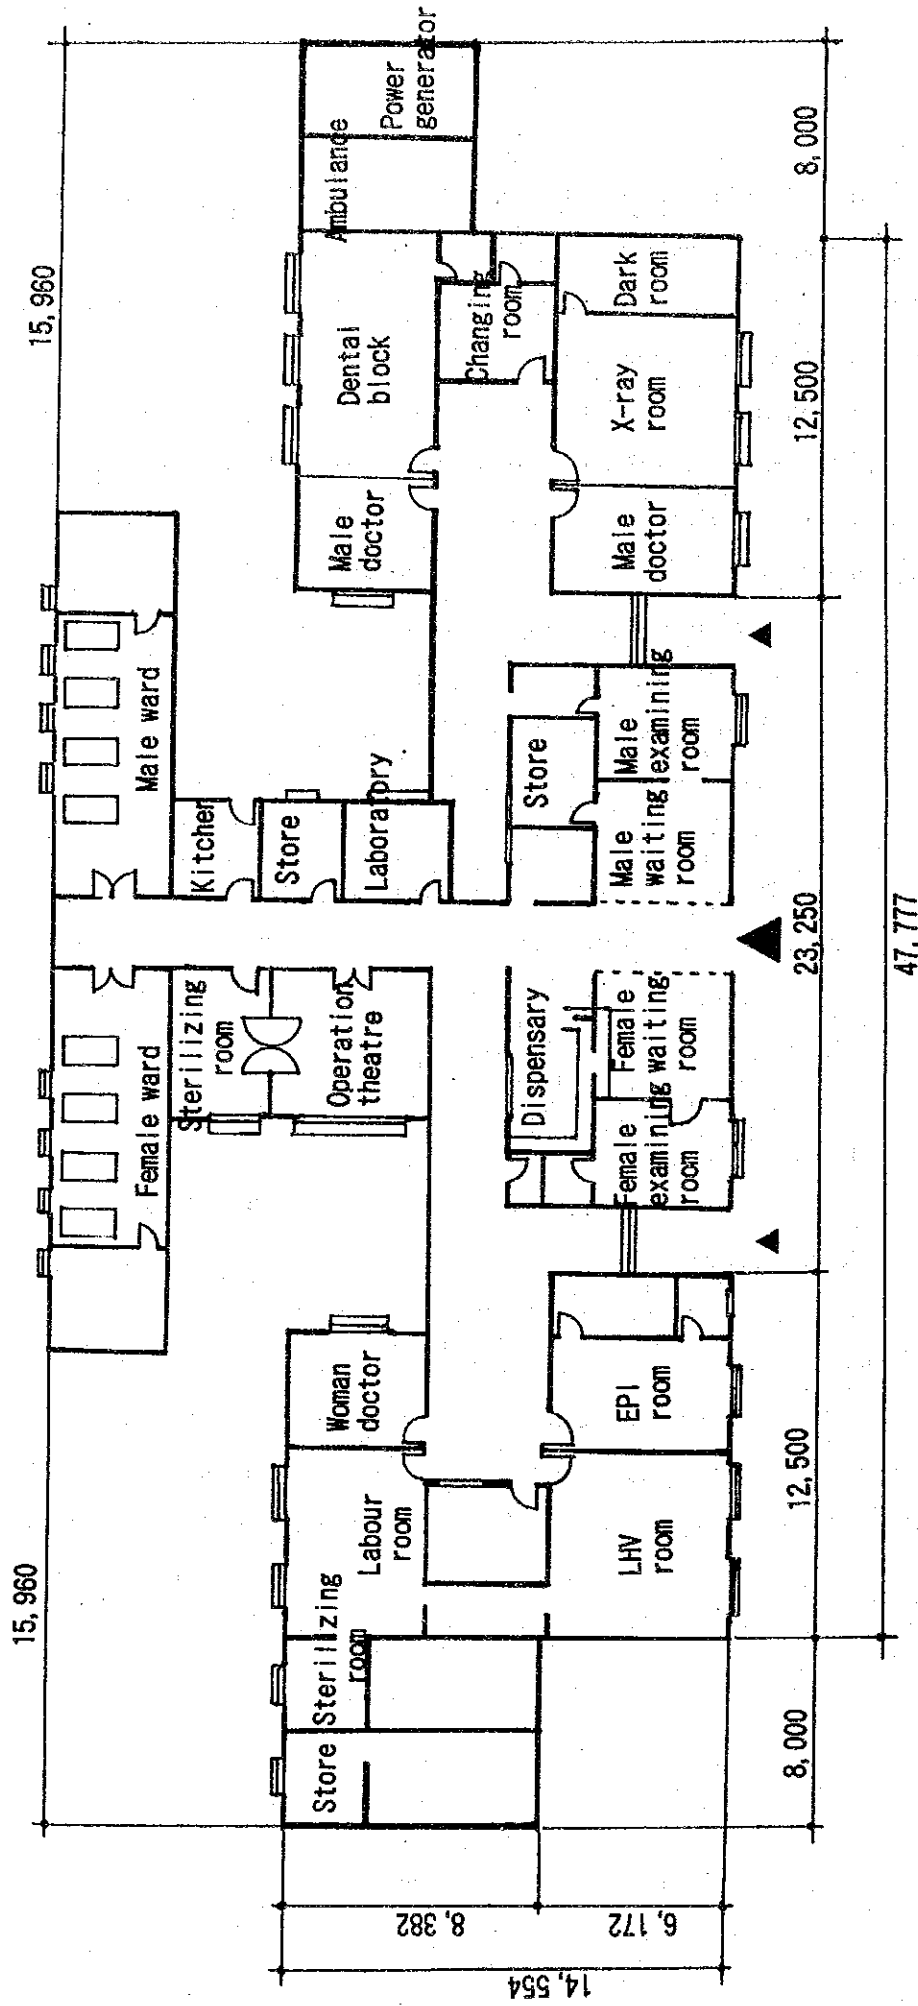 15,960
15,960
Female ward
Male ward
Sterilizing
room
Kitchen
Operation
theatre
Store
Laboratory
Store
Sterilizing
room
Labour
room
Woman
doctor
Male
doctor
Dental
block
Ambulance
Power
generator
Changing
room
Dispensary
Store
LHV
room
EPI
room
Female
examining
room
Female
waiting
room
Male
waiting
room
Male
examining
room
Male
doctor
X-ray
room
Dark
room
8,382
6,172
14,554
8,000
12,500
23,250
12,500
8,000
47,777